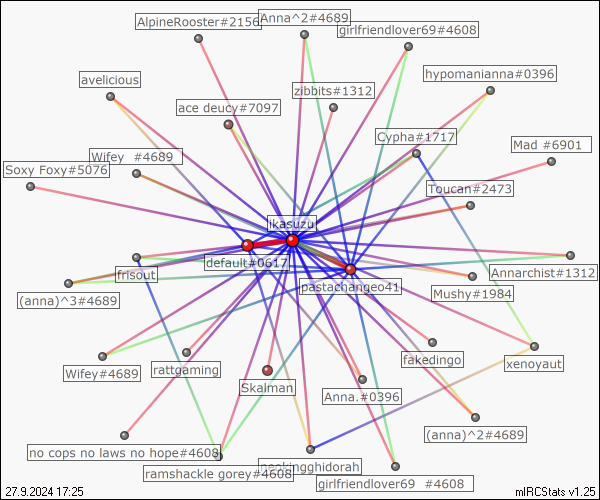 Anna^2#4689
AlpineRooster#2156
girlfriendlover69#4608
hypomanianna#0396
avelicious
zibbits#1312
ace deucy#7097
Cypha#1717
Mad #6901
Wifey #4689
Soxy Foxy#5076
Toucan#2473
ikasuzu
default#0617
frisout
Annarchist#1312
pastachangeo41
Mushy#1984
(anna)^3#4689
fakedingo
xenoyaut
rattgaming
Wifey#4689
Skalman
Anna.#0396
(anna)^2#4689
no cops no laws no hope#4608
ramshackle gorey#4608
girlfriendlover69 #4608
27.9.2024 17:25
mIRCStats v1.25